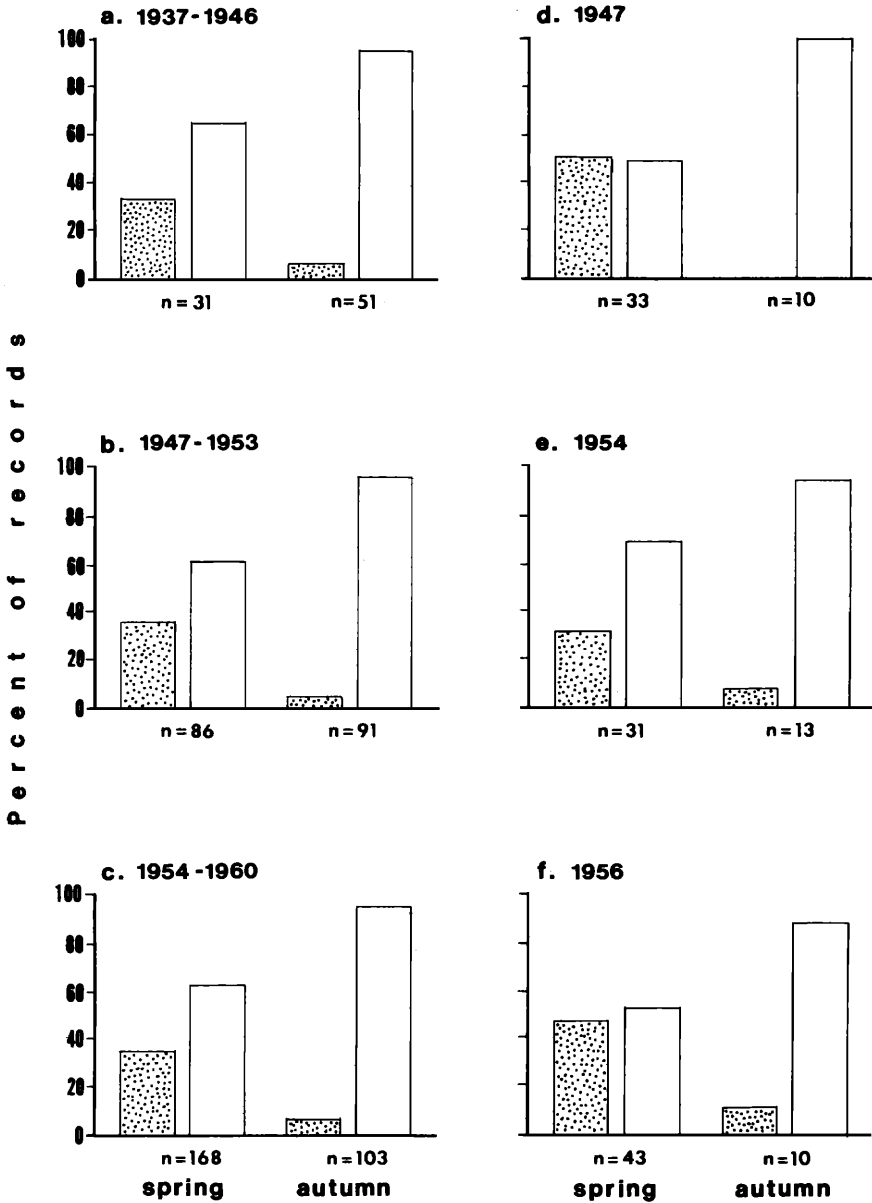 Percent of records
a. 1937-1946
100
80
60
40
20
0
n=31 n=51
d. 1947
n=33 n=10
b. 1947-1953
100
80
60
40
20
0
n=86 n=91
e. 1954
n=31 n=13
c. 1954-1960
100
80
60
40
20
0
n=168 n=103
spring autumn
f. 1956
n=43 n=10
spring autumn